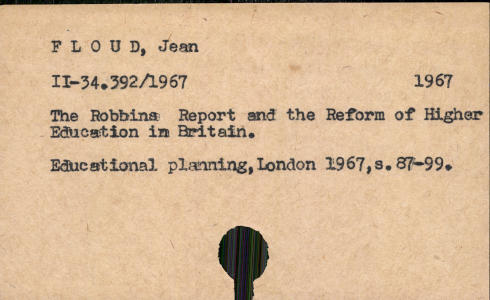 F L O U D, Jean
II-34.392/1967 1967
The Robbins Report and the Reform of Higher
Education in Britain.
Educational planning,London 1967,s.87-99.